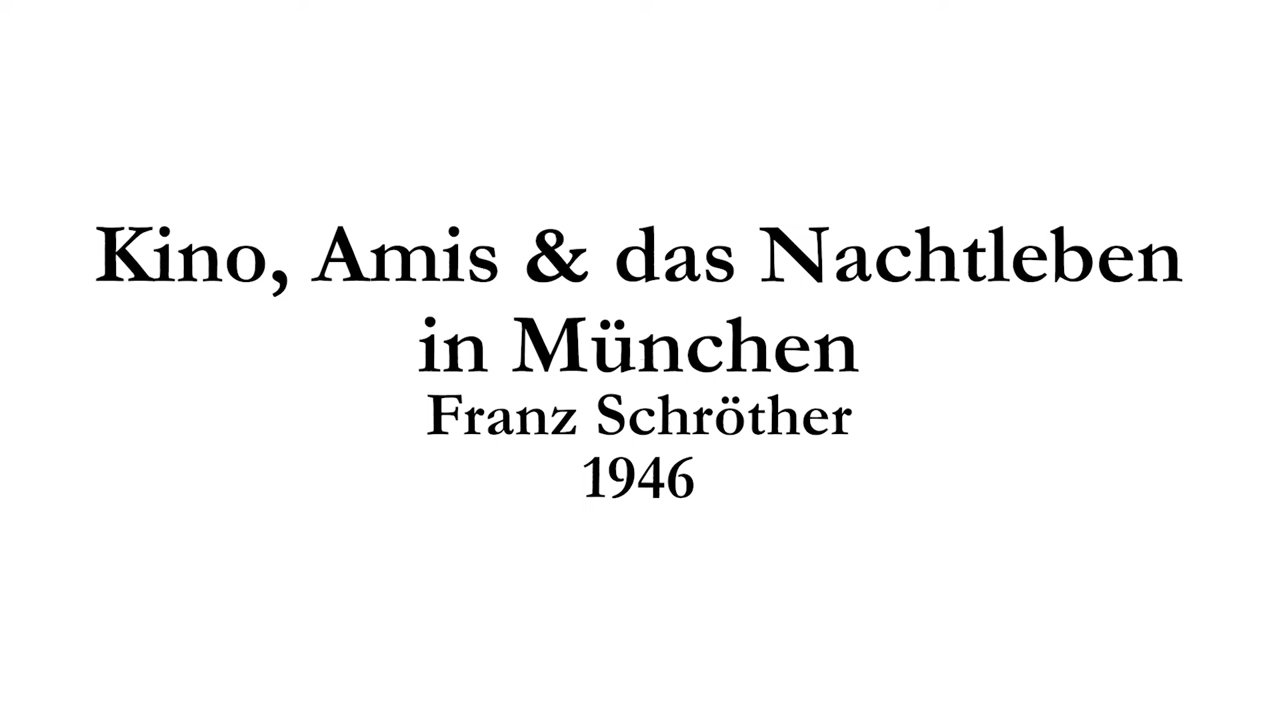 Kino, Amis & das Nachtleben
in München
Franz Schröther
1946